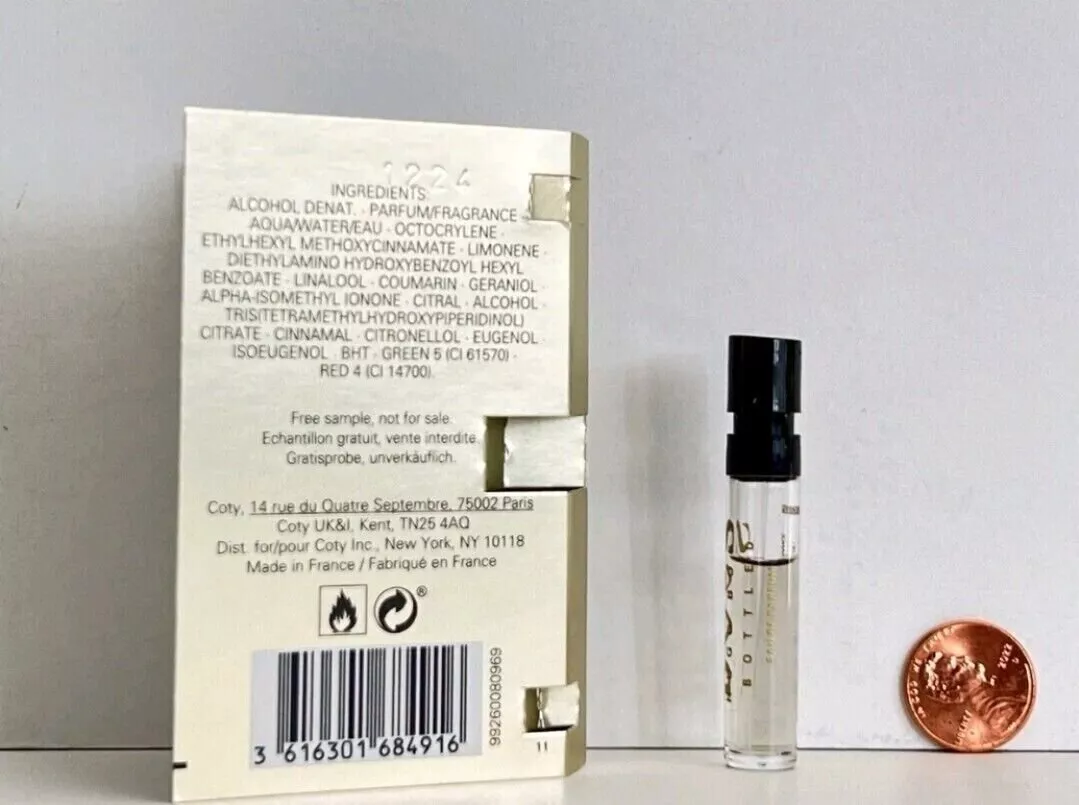 1224
INGREDIENTS:
ALCOHOL DENAT. · PARFUM/FRAGRANCE ·
AQUA/WATER/EAU · OCTOCRYLENE ·
ETHYLHEXYL METHOXYCINNAMATE · LIMONENE ·
DIETHYLAMINO HYDROXYBENZOYL HEXYL
BENZOATE · LINALOOL · COUMARIN · GERANIOL ·
ALPHA-ISOMETHYL IONONE · CITRAL · ALCOHOL ·
TRIS(TETRAMETHYLHYDROXYPIPERIDINOL)
CITRATE · CINNAMAL · CITRONELLOL · EUGENOL ·
ISOEUGENOL · BHT · GREEN 5 (CI 61570) ·
RED 4 (CI 14700).
Free sample, not for sale.
Echantillon gratuit, vente interdite.
Gratisprobe, unverkäuflich.
Coty, 14 rue du Quatre Septembre, 75002 Paris
Coty UK&I, Kent, TN25 4AQ
Dist. for/pour Coty Inc., New York, NY 10118
Made in France / Fabriqué en France
®
99260080969
3 616301 684916
11
BOTTLED
EAU DE PARFUM
2022
D